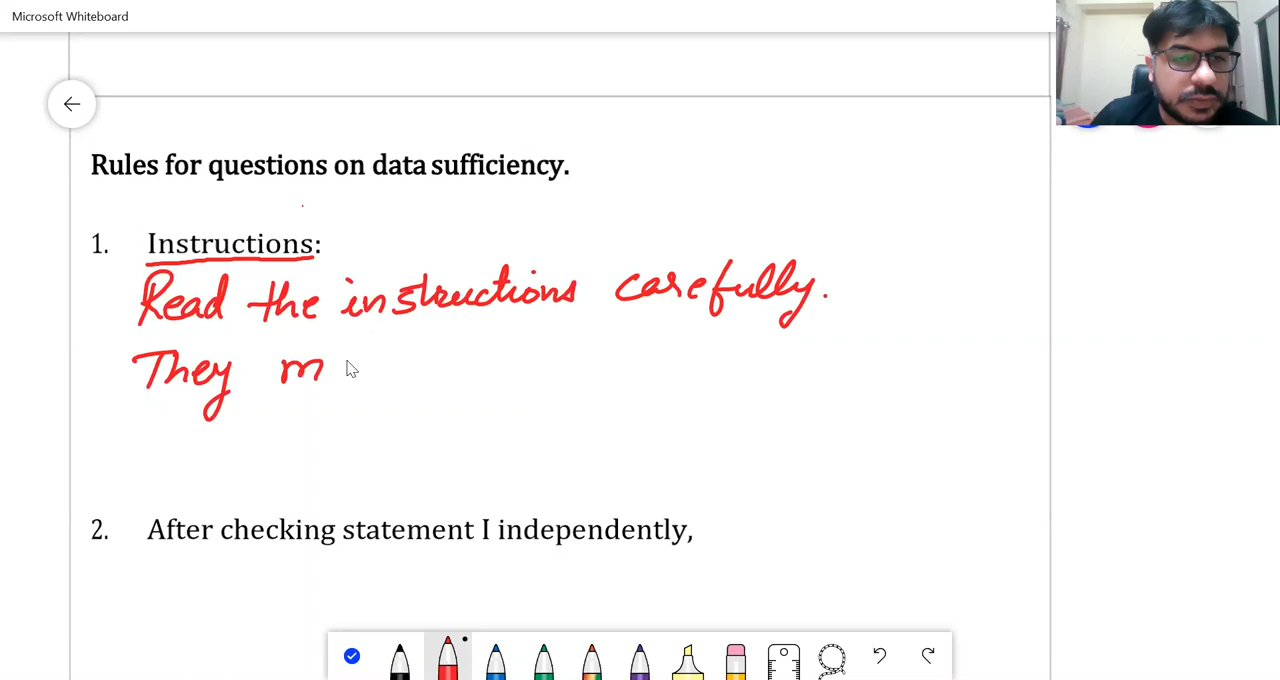 Microsoft Whiteboard
Rules for questions on data sufficiency.
1. Instructions:
Read the instructions carefully.
They m
2. After checking statement I independently,